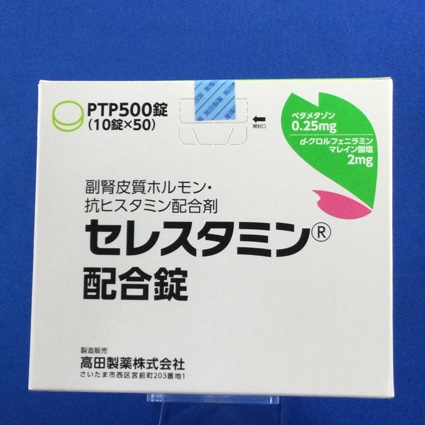 PTP500錠
(10錠×50)
開封口
ベタメタゾン
0.25mg
d-クロルフェニラミン
マレイン酸塩
2mg
副腎皮質ホルモン・
抗ヒスタミン配合剤
セレスタミン®
配合錠
製造販売
高田製薬株式会社
さいたま市西区宮前町203番地1